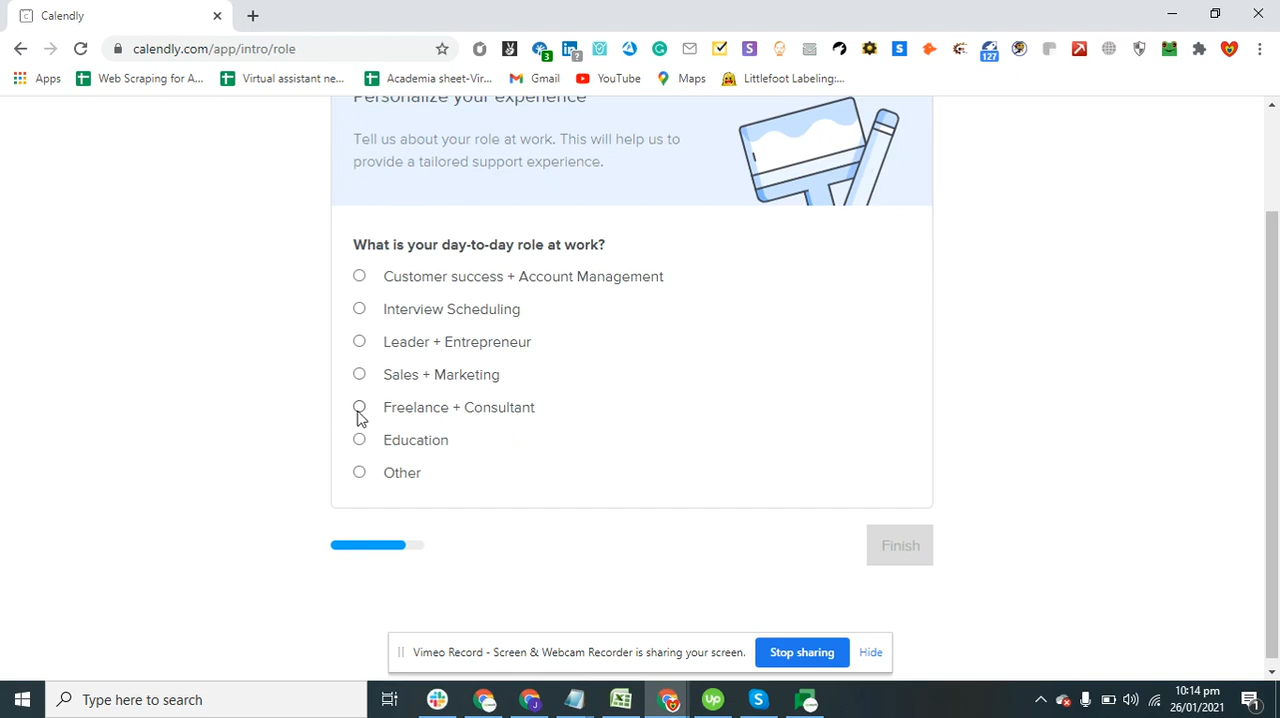 Calendly
calendly.com/app/intro/role
3
?
127
Apps
Web Scraping for A...
Virtual assistant ne...
Academia sheet-Vir...
Gmail
YouTube
Maps
Littlefoot Labeling:...
Personalize your experience
Tell us about your role at work. This will help us to
provide a tailored support experience.
What is your day-to-day role at work?
Customer success + Account Management
Interview Scheduling
Leader + Entrepreneur
Sales + Marketing
Freelance + Consultant
Education
Other
Finish
Vimeo Record - Screen & Webcam Recorder is sharing your screen.
Stop sharing
Hide
Type here to search
10:14 pm
26/01/2021